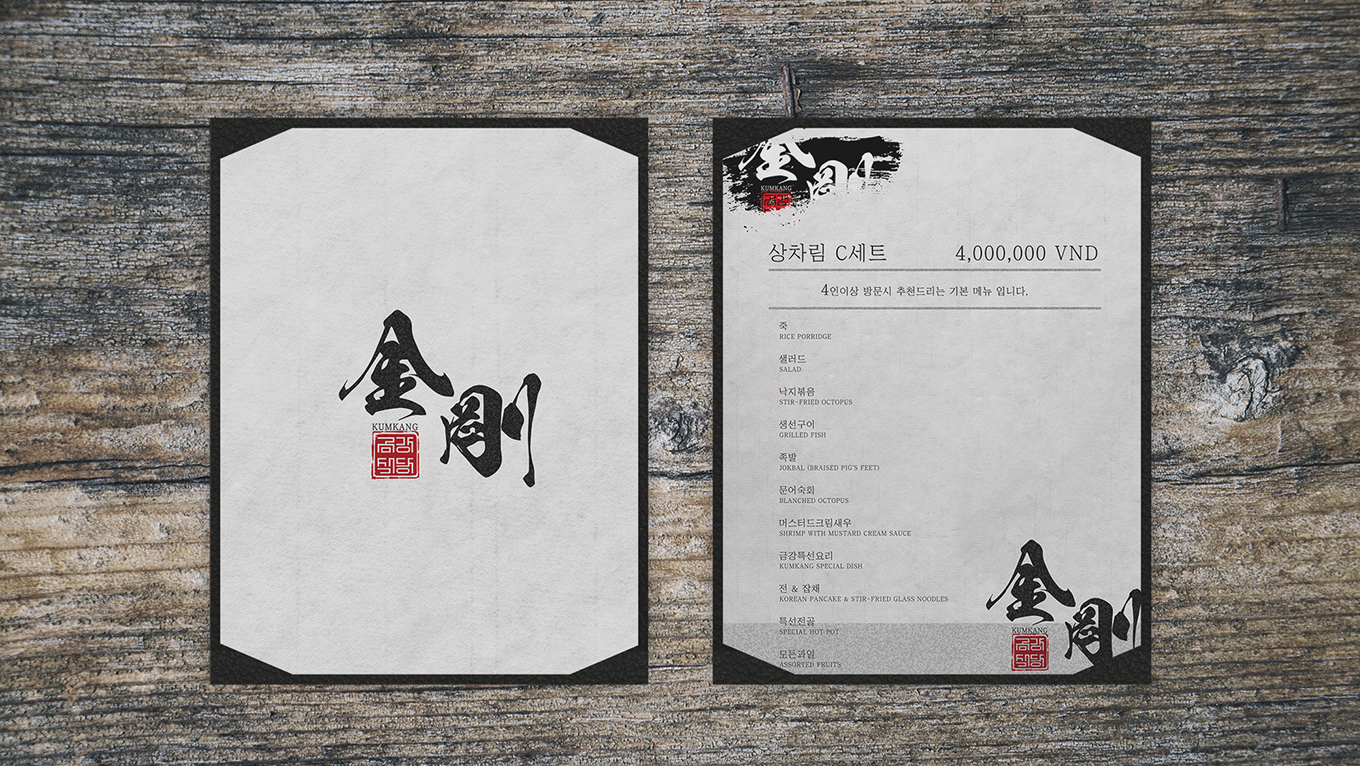 金剛
KUMKANG
금강
식당
金剛
KUMKANG
금강
상차림 C세트 4,000,000 VND
4인이상 방문시 추천드리는 기본 메뉴 입니다.
죽
RICE PORRIDGE
샐러드
SALAD
낙지볶음
STIR-FRIED OCTOPUS
생선구이
GRILLED FISH
족발
JOKBAL (BRAISED PIG'S FEET)
문어숙회
BLANCHED OCTOPUS
머스터드크림새우
SHRIMP WITH MUSTARD CREAM SAUCE
금강특선요리
KUMKANG SPECIAL DISH
전 & 잡채
KOREAN PANCAKE & STIR-FRIED GLASS NOODLES
특선전골
SPECIAL HOT POT
모든과일
ASSORTED FRUITS
金剛
KUMKANG
금강
식당